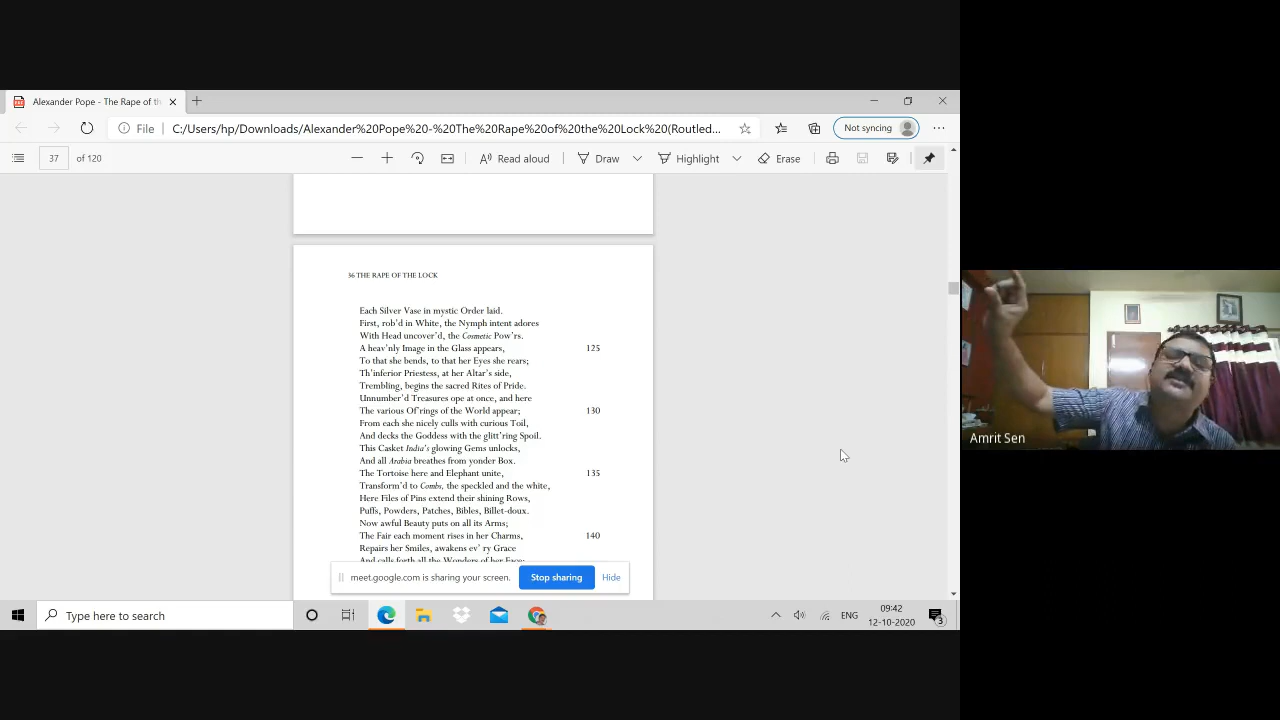 Alexander Pope - The Rape of th
File
C:/Users/hp/Downloads/Alexander%20Pope%20-%20The%20Rape%20of%20the%20Lock%20(Routled...
Not syncing
37 of 120
Read aloud
Draw
Highlight
Erase
36 THE RAPE OF THE LOCK
Each Silver Vase in mystic Order laid.
First, rob'd in White, the Nymph intent adores
With Head uncover'd, the Cosmetic Pow'rs.
A heav'nly Image in the Glass appears, 125
To that she bends, to that her Eyes she rears;
Th'inferior Priestess, at her Altar's side,
Trembling, begins the sacred Rites of Pride.
Unnumber'd Treasures ope at once, and here
The various Of'rings of the World appear; 130
From each she nicely culls with curious Toil,
And decks the Goddess with the glitt'ring Spoil.
This Casket India's glowing Gems unlocks,
And all Arabia breathes from yonder Box.
The Tortoise here and Elephant unite, 135
Transform'd to Combs, the speckled and the white,
Here Files of Pins extend their shining Rows,
Puffs, Powders, Patches, Bibles, Billet-doux.
Now awful Beauty puts on all its Arms;
The Fair each moment rises in her Charms, 140
Repairs her Smiles, awakens ev' ry Grace
And calls forth all the Wonders of her Face;
meet.google.com is sharing your screen.
Stop sharing
Hide
Type here to search
ENG
09:42
12-10-2020
3
Amrit Sen